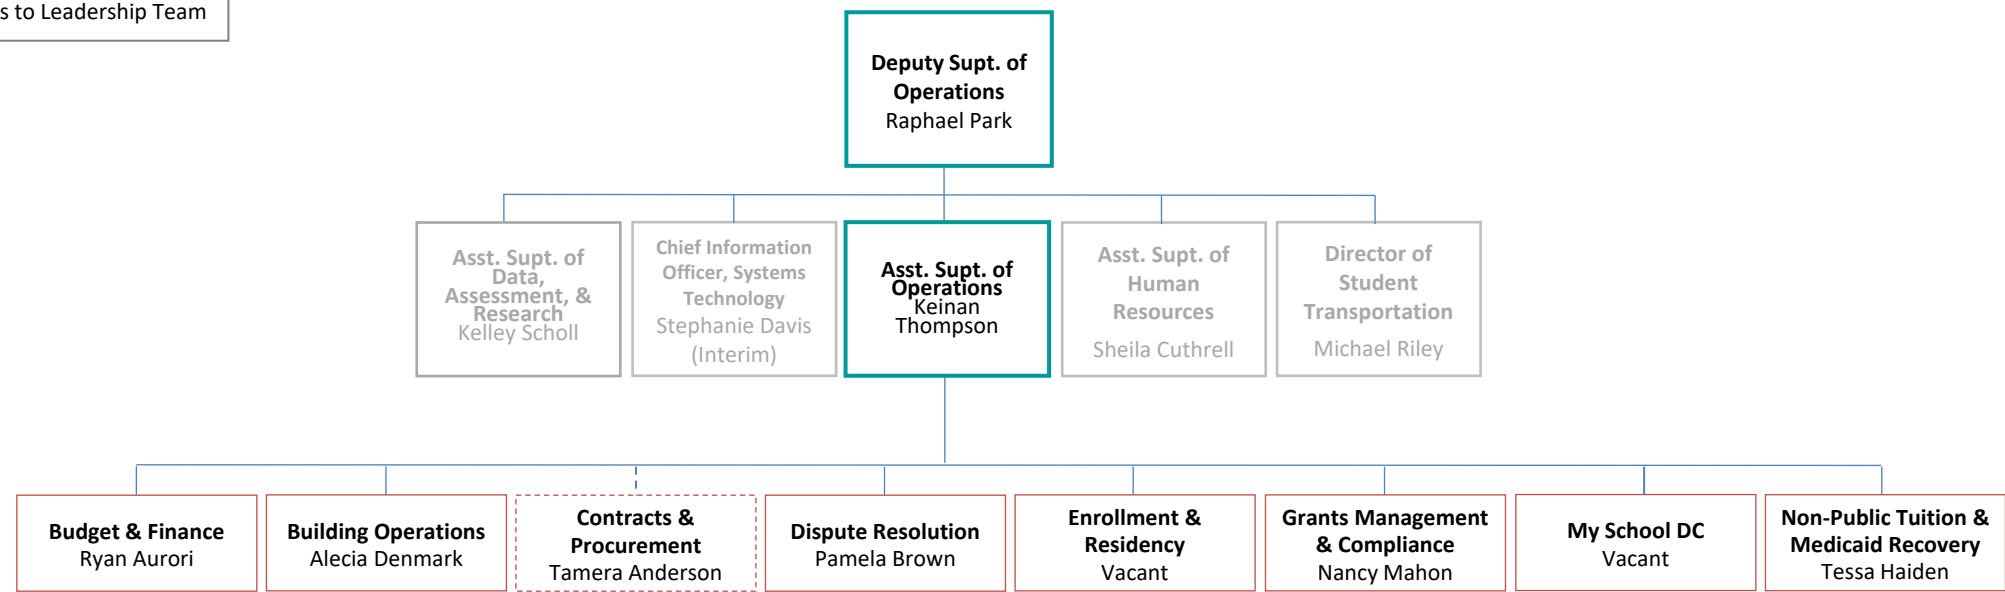 s to Leadership Team
Deputy Supt. of
Operations
Raphael Park
Asst. Supt. of
Data,
Assessment, &
Research
Kelley Scholl
Chief Information
Officer, Systems
Technology
Stephanie Davis
(Interim)
Asst. Supt. of
Operations
Keinan
Thompson
Asst. Supt. of
Human
Resources
Sheila Cuthrell
Director of
Student
Transportation
Michael Riley
Budget & Finance
Ryan Aurori
Building Operations
Alecia Denmark
Contracts &
Procurement
Tamera Anderson
Dispute Resolution
Pamela Brown
Enrollment &
Residency
Vacant
Grants Management
& Compliance
Nancy Mahon
My School DC
Vacant
Non-Public Tuition &
Medicaid Recovery
Tessa Haiden